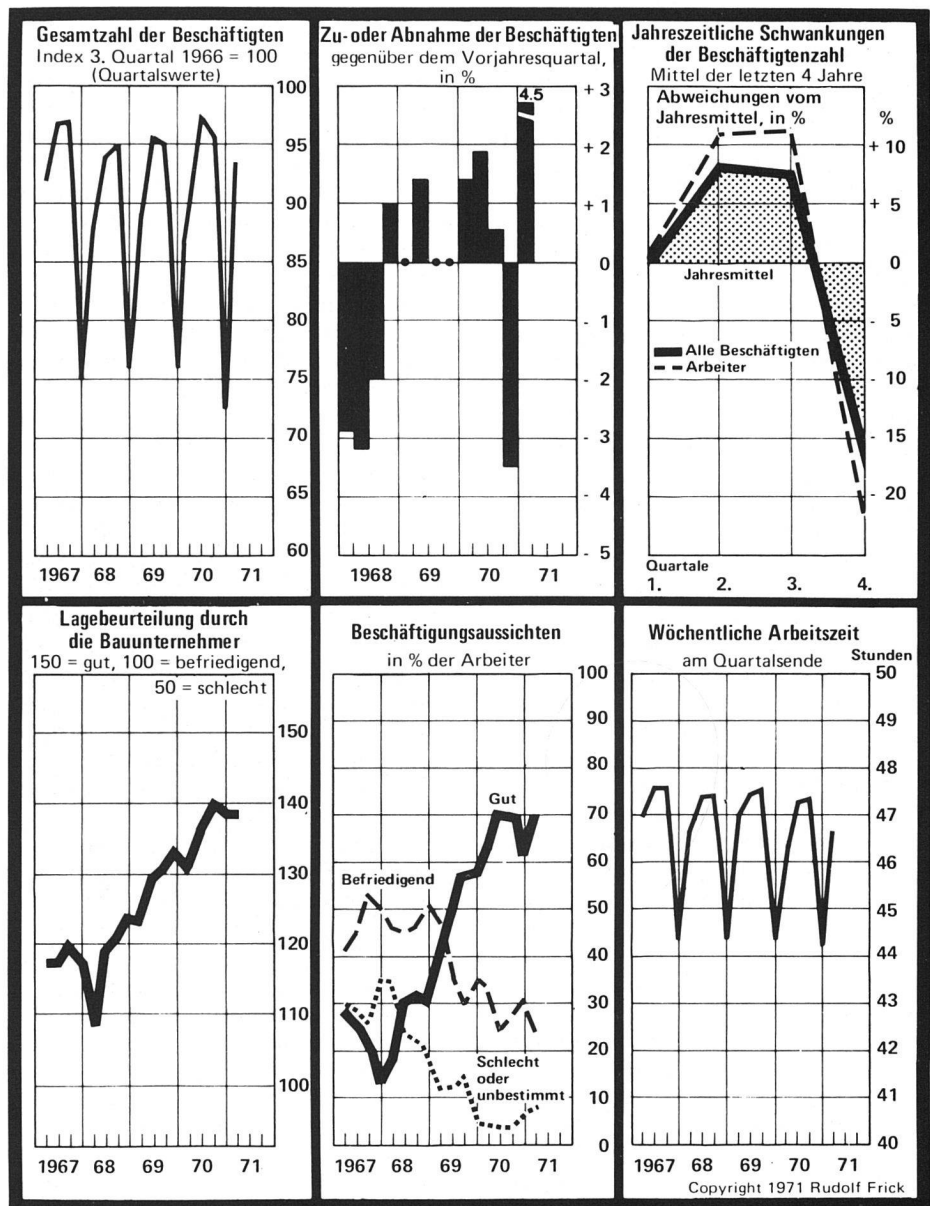 Gesamtzahl der Beschäftigten
Index 3. Quartal 1966 = 100
(Quartalswerte)
100
95
90
85
80
75
70
65
60
1967 68 69 70 71
Zu- oder Abnahme der Beschäftigten
gegenüber dem Vorjahresquartal,
in %
4.5
+ 3
+ 2
+ 1
0
- 1
- 2
- 3
- 4
- 5
1968 69 70 71
Jahreszeitliche Schwankungen
der Beschäftigtenzahl
Mittel der letzten 4 Jahre
Abweichungen vom
Jahresmittel, in % %
+ 10
+ 5
0
Jahresmittel
- 5
Alle Beschäftigten
Arbeiter
- 10
- 15
- 20
Quartale
1. 2. 3. 4.
Lagebeurteilung durch
die Bauunternehmer
150 = gut, 100 = befriedigend,
50 = schlecht
150
140
130
120
110
100
1967 68 69 70 71
Beschäftigungsaussichten
in % der Arbeiter
100
90
80
Gut
70
60
Befriedigend
50
40
30
20
Schlecht
oder
unbestimmt
10
0
1967 68 69 70 71
Wöchentliche Arbeitszeit
am Quartalsende Stunden
50
49
48
47
46
45
44
43
42
41
40
1967 68 69 70 71
Copyright 1971 Rudolf Frick